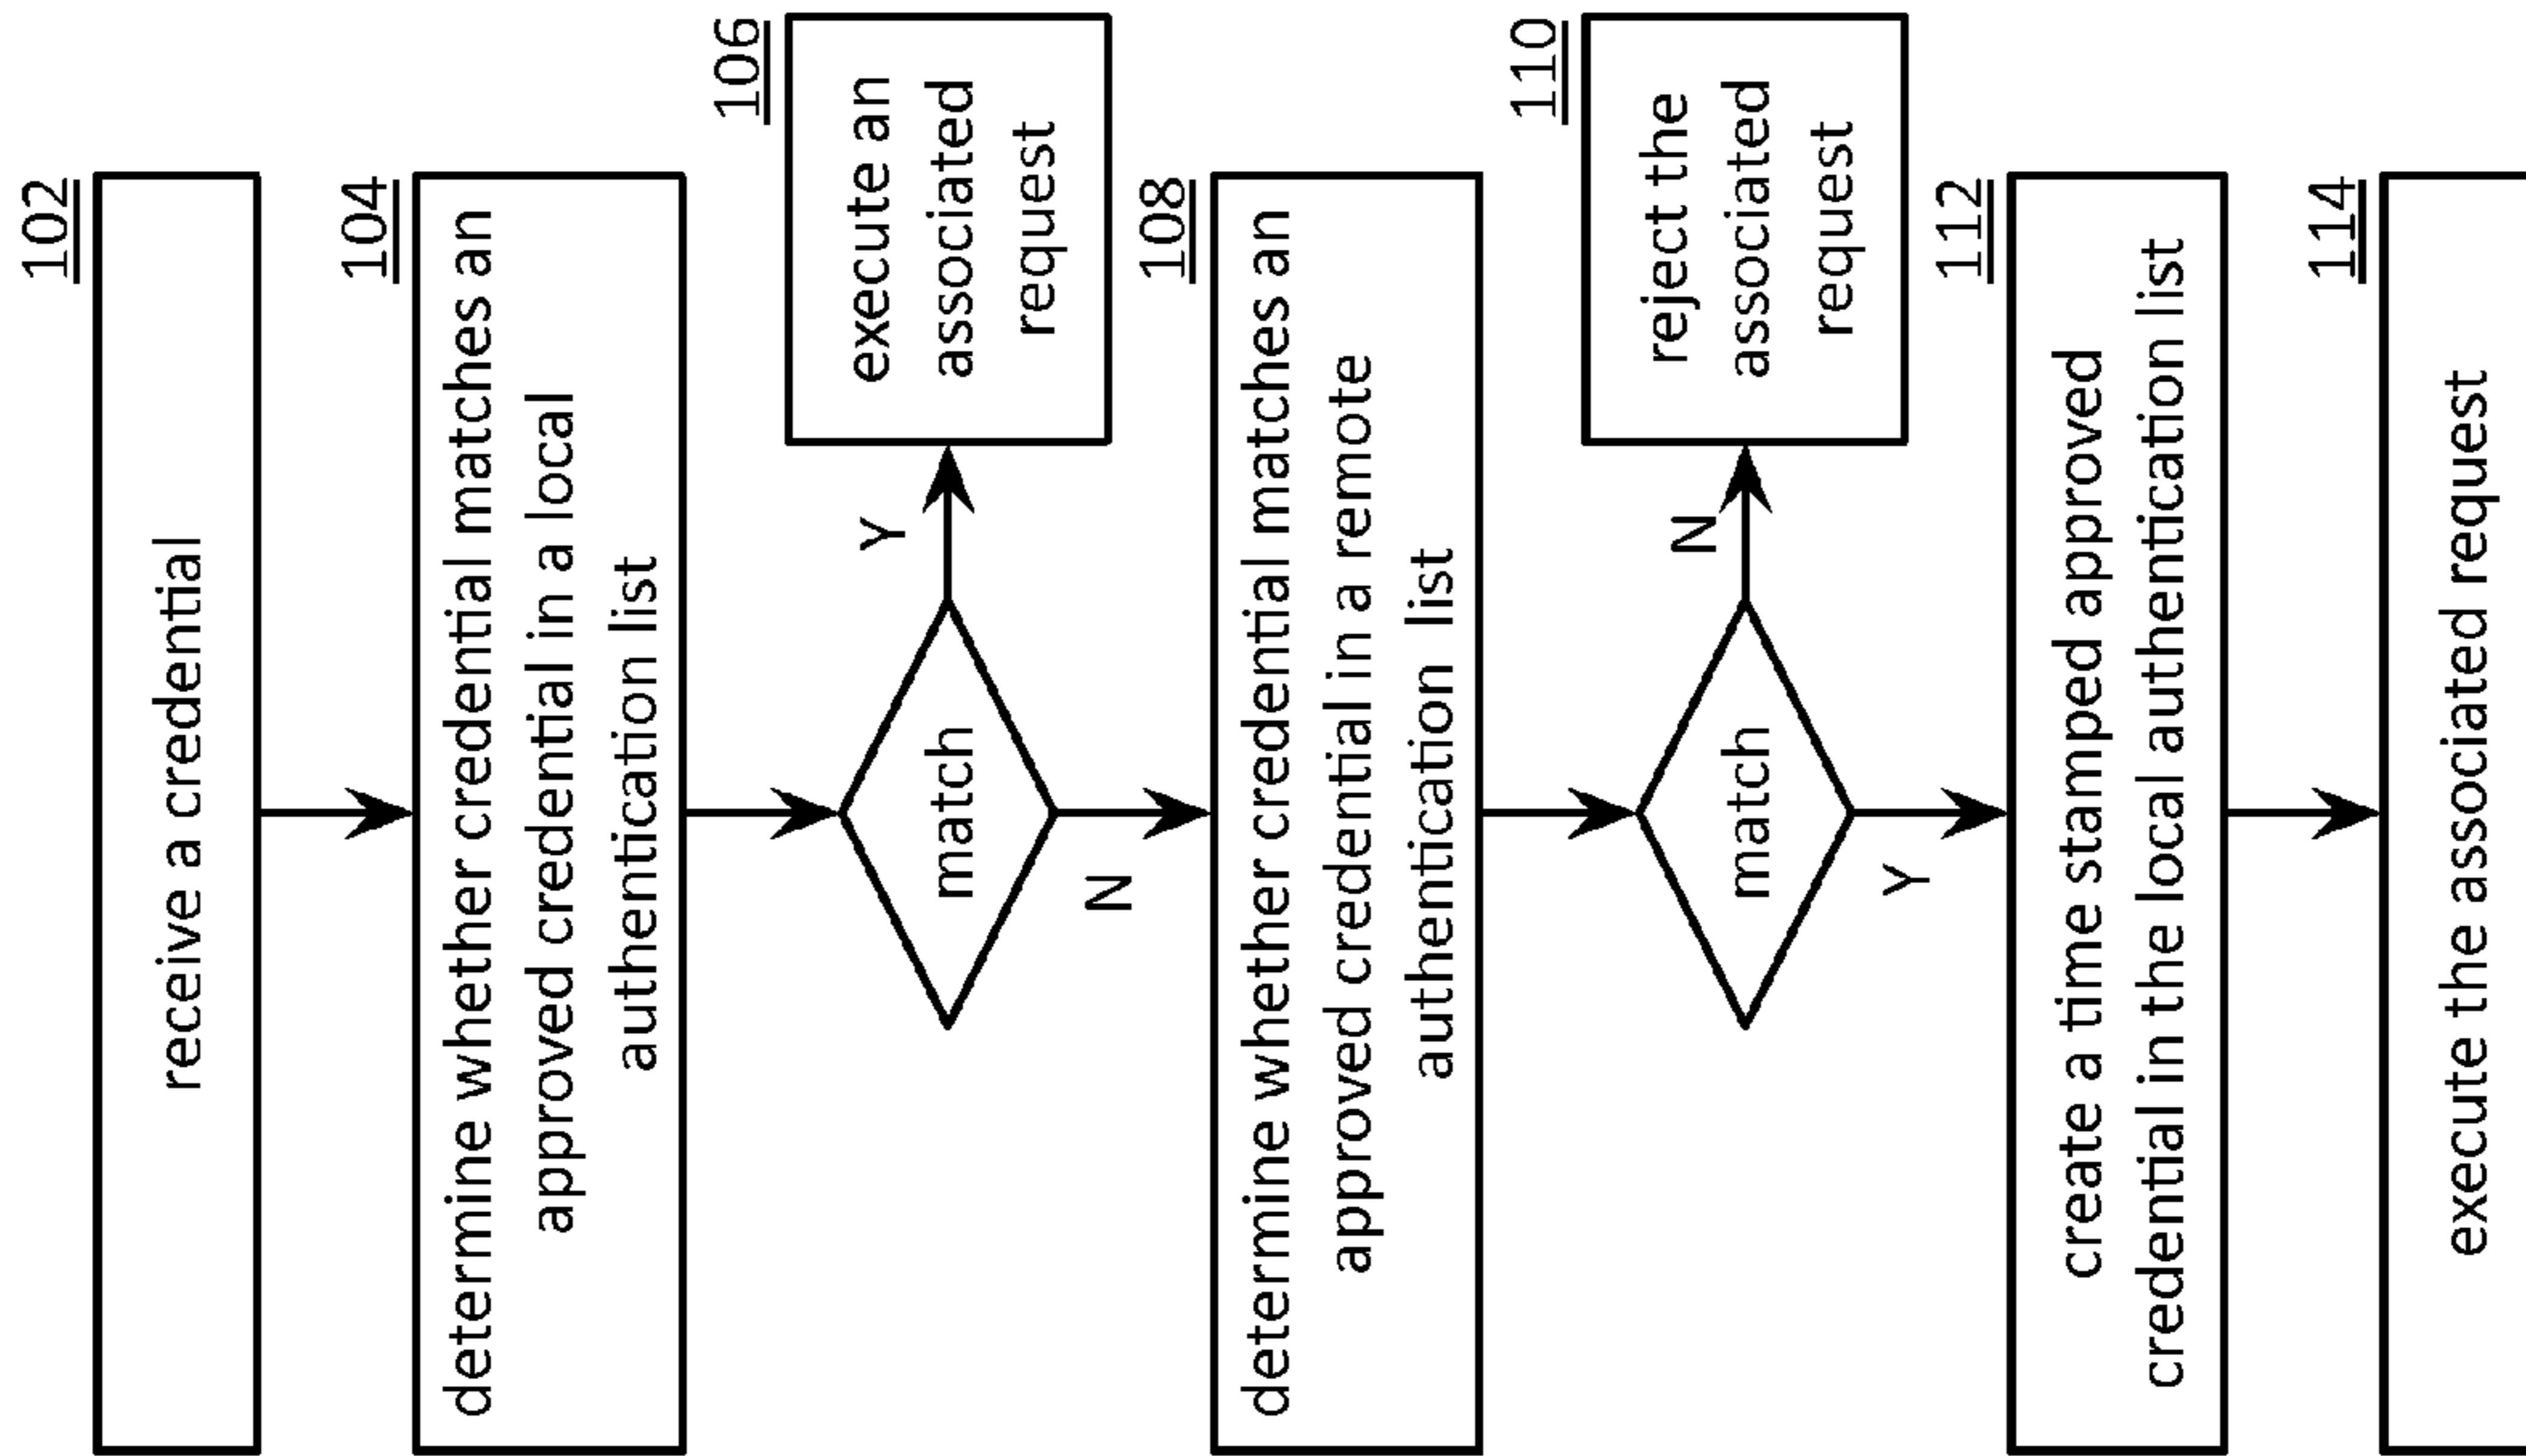 102
receive a credential
104
determine whether credential matches an
approved credential in a local
authentication list
match
Y
106
execute an
associated
request
N
108
determine whether credential matches an
approved credential in a remote
authentication list
match
N
110
reject the
associated
request
Y
112
create a time stamped approved
credential in the local authentication list
114
execute the associated request